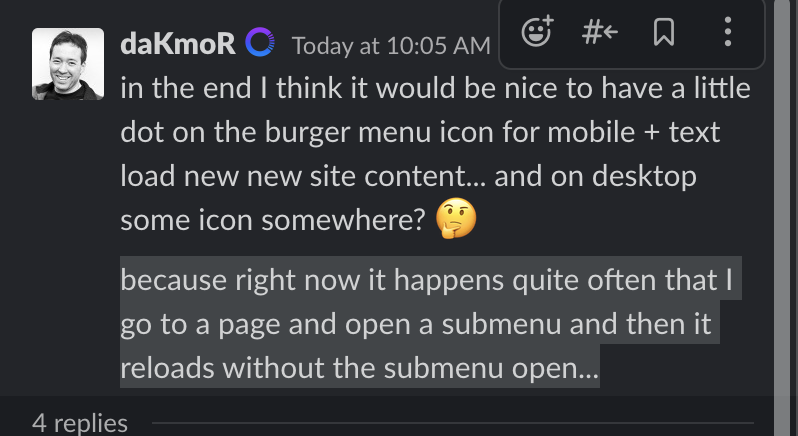 daKmoR Today at 10:05 AM
in the end I think it would be nice to have a little
dot on the burger menu icon for mobile + text
load new new site content... and on desktop
some icon somewhere? 🤔
because right now it happens quite often that I
go to a page and open a submenu and then it
reloads without the submenu open...
4 replies